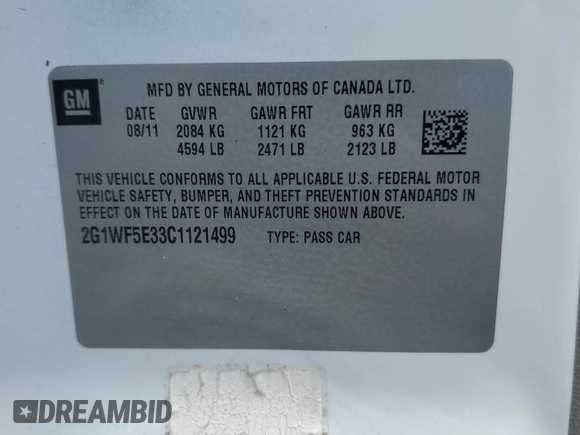 GM ®
MFD BY GENERAL MOTORS OF CANADA LTD.
DATE GVWR GAWR FRT GAWR RR
08/11 2084 KG 1121 KG 963 KG
4594 LB 2471 LB 2123 LB
THIS VEHICLE CONFORMS TO ALL APPLICABLE U.S. FEDERAL MOTOR
VEHICLE SAFETY, BUMPER, AND THEFT PREVENTION STANDARDS IN
EFFECT ON THE DATE OF MANUFACTURE SHOWN ABOVE.
2G1WF5E33C1121499 TYPE: PASS CAR
DREAMBID